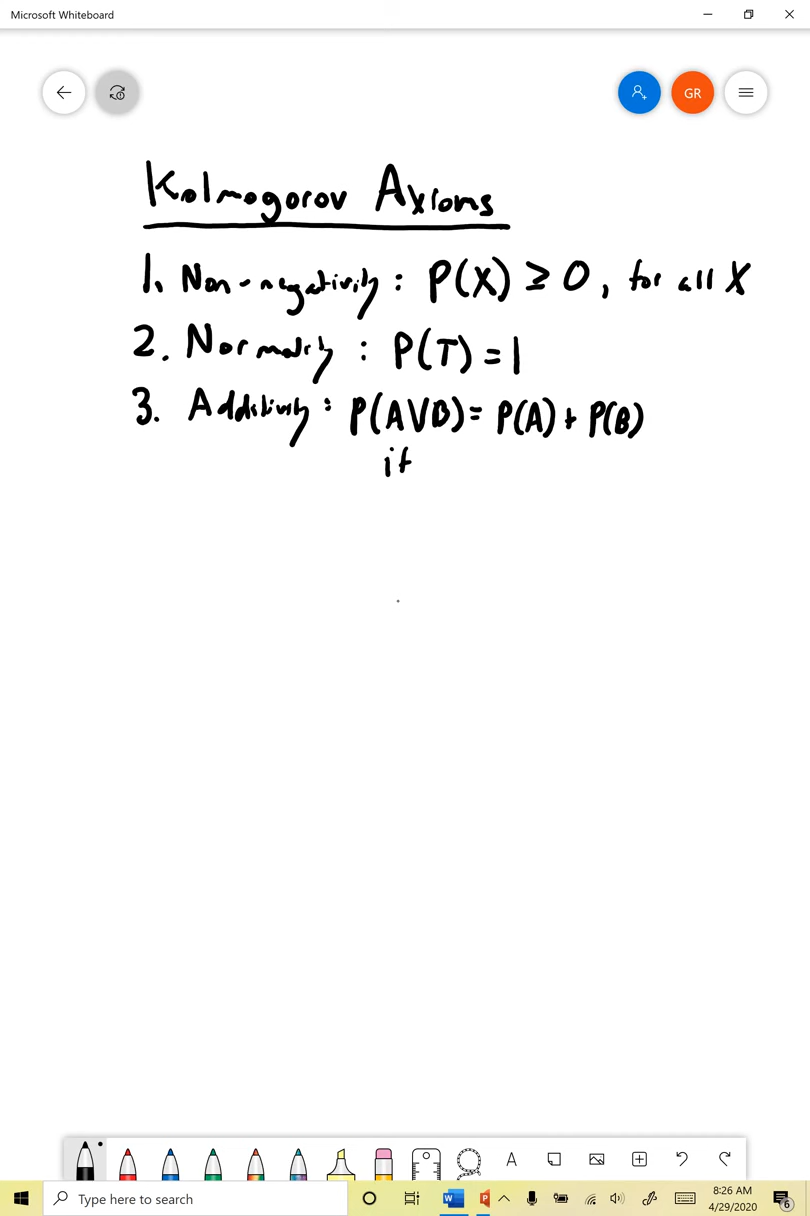 Microsoft Whiteboard
GR
Kolmogorov Axioms
1. Non-negativity: P(X) ≥ 0, for all X
2. Normality: P(T) = 1
3. Additivity: P(A∨B) = P(A) + P(B)
if
A
Type here to search
W
P
8:26 AM
4/29/2020
6